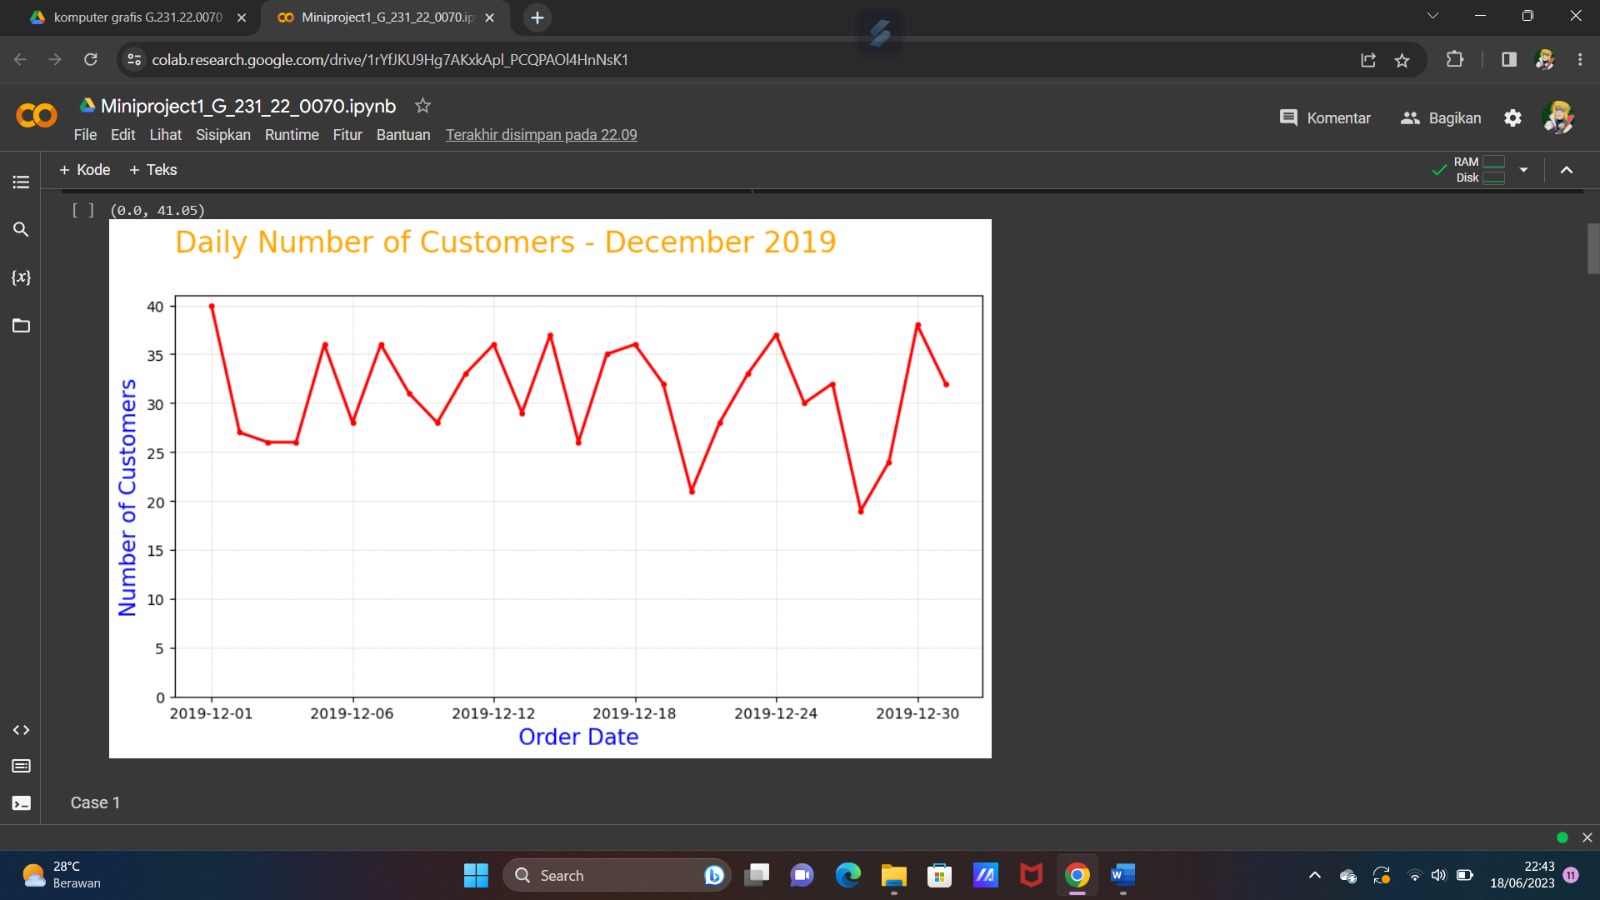 komputer grafis G.231.22.0070
Miniproject1_G_231_22_0070.ip
colab.research.google.com/drive/1rYfJKU9Hg7AKxkApl_PCQPAOl4HnNsK1
Miniproject1_G_231_22_0070.ipynb
File Edit Lihat Sisipkan Runtime Fitur Bantuan Terakhir disimpan pada 22.09
Komentar Bagikan
+ Kode + Teks
RAM
Disk
{x}
[ ] (0.0, 41.05)
Daily Number of Customers - December 2019
Number of Customers
40
35
30
25
20
15
10
5
0
2019-12-01 2019-12-06 2019-12-12 2019-12-18 2019-12-24 2019-12-30
Order Date
Case 1
28°C
Berawan
Search
22:43
18/06/2023
11